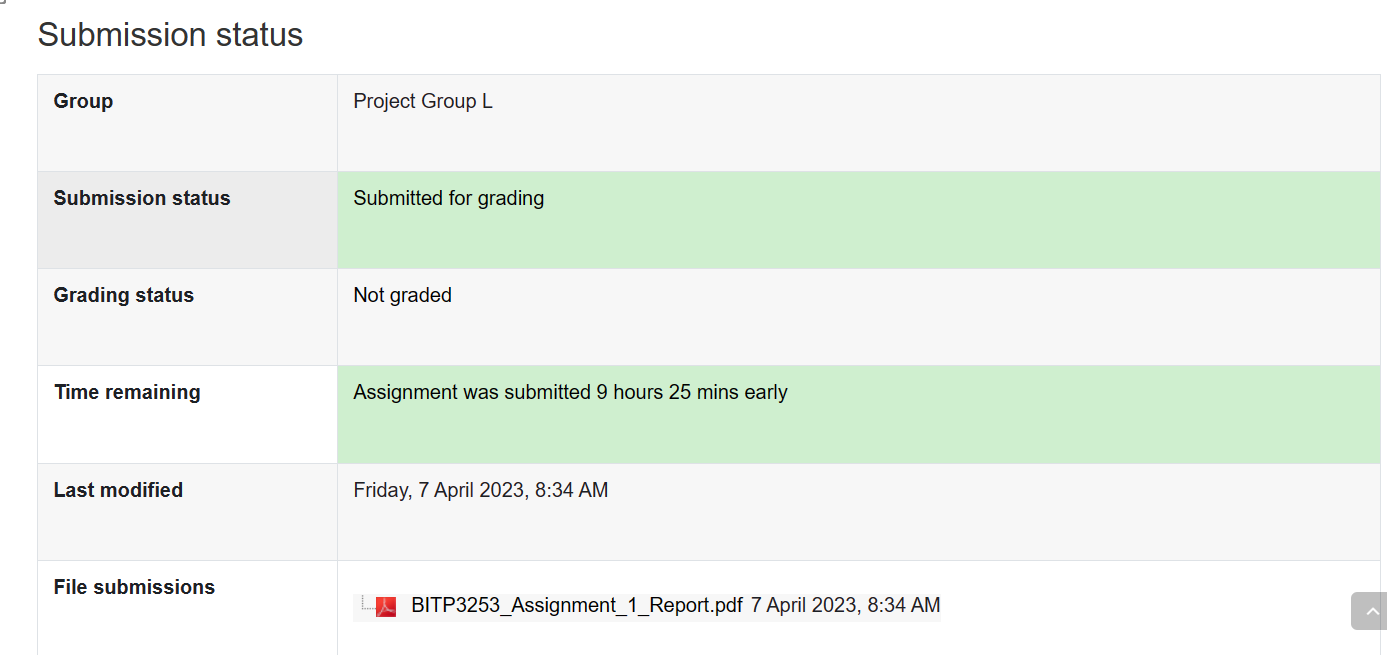 Submission status
Group Project Group L
Submission status Submitted for grading
Grading status Not graded
Time remaining Assignment was submitted 9 hours 25 mins early
Last modified Friday, 7 April 2023, 8:34 AM
File submissions
BITP3253_Assignment_1_Report.pdf 7 April 2023, 8:34 AM